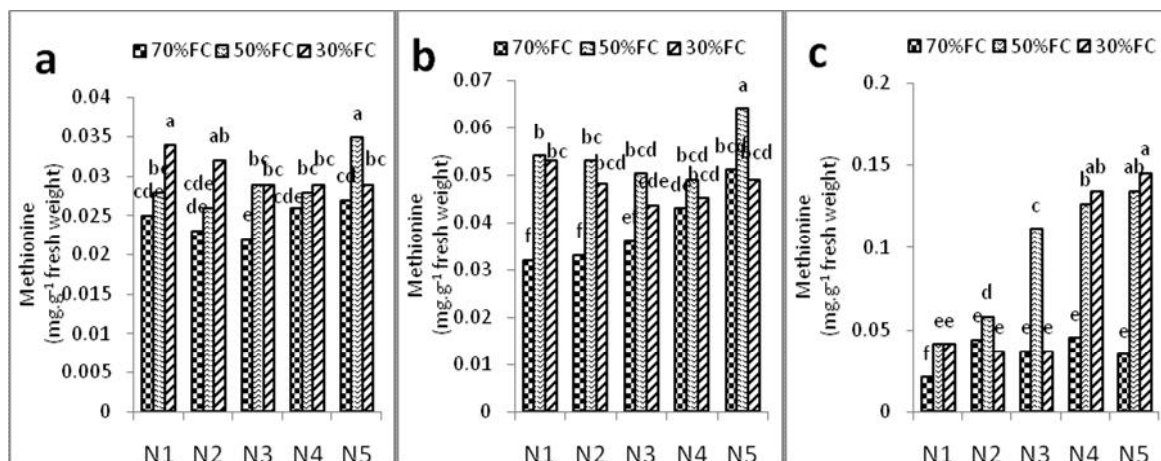 a
70%FC 50%FC 30%FC
Methionine
(mg.g-1 fresh weight)
0.04
0.035
0.03
0.025
0.02
0.015
0.01
0.005
0
cde bc a
cde de ab
e bc bc
cde bc bc
cd a bc
N1 N2 N3 N4 N5
b
70%FC 50%FC 30%FC
Methionine
(mg.g-1 fresh weight)
0.07
0.06
0.05
0.04
0.03
0.02
0.01
0
f b bc
f bc bcd
ef bcd cde
de bcd bcd
a bcd
N1 N2 N3 N4 N5
c
70%FC 50%FC 30%FC
Methionine
(mg.g-1 fresh weight)
0.2
0.15
0.1
0.05
0
f e e
e d e
e c e
e b ab
e ab a
N1 N2 N3 N4 N5